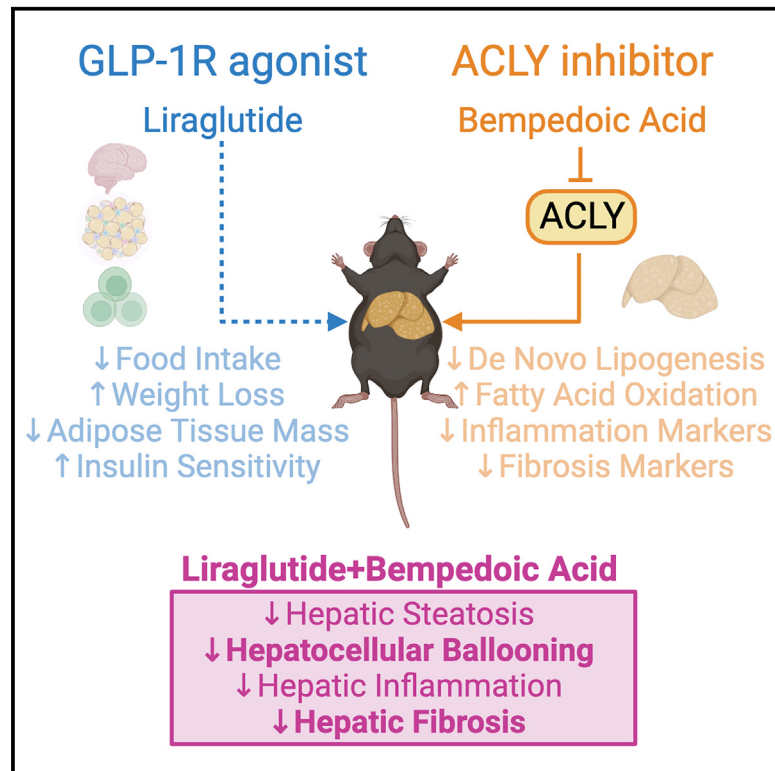 GLP-1R agonist
Liraglutide
ACLY inhibitor
Bempedoic Acid
ACLY
↓Food Intake
↑Weight Loss
↓Adipose Tissue Mass
↑Insulin Sensitivity
↓De Novo Lipogenesis
↑Fatty Acid Oxidation
↓Inflammation Markers
↓Fibrosis Markers
Liraglutide+Bempedoic Acid
↓Hepatic Steatosis
↓Hepatocellular Ballooning
↓Hepatic Inflammation
↓Hepatic Fibrosis